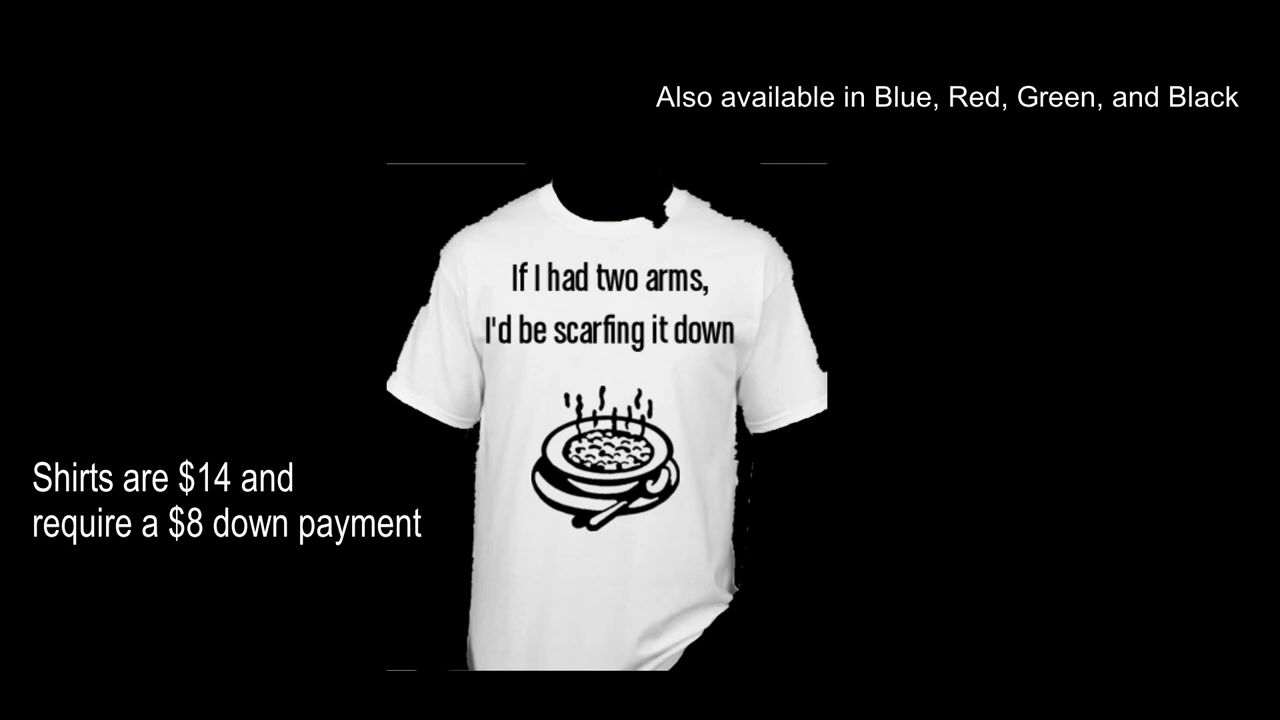 Also available in Blue, Red, Green, and Black
If I had two arms,
I'd be scarfing it down
Shirts are $14 and
require a $8 down payment